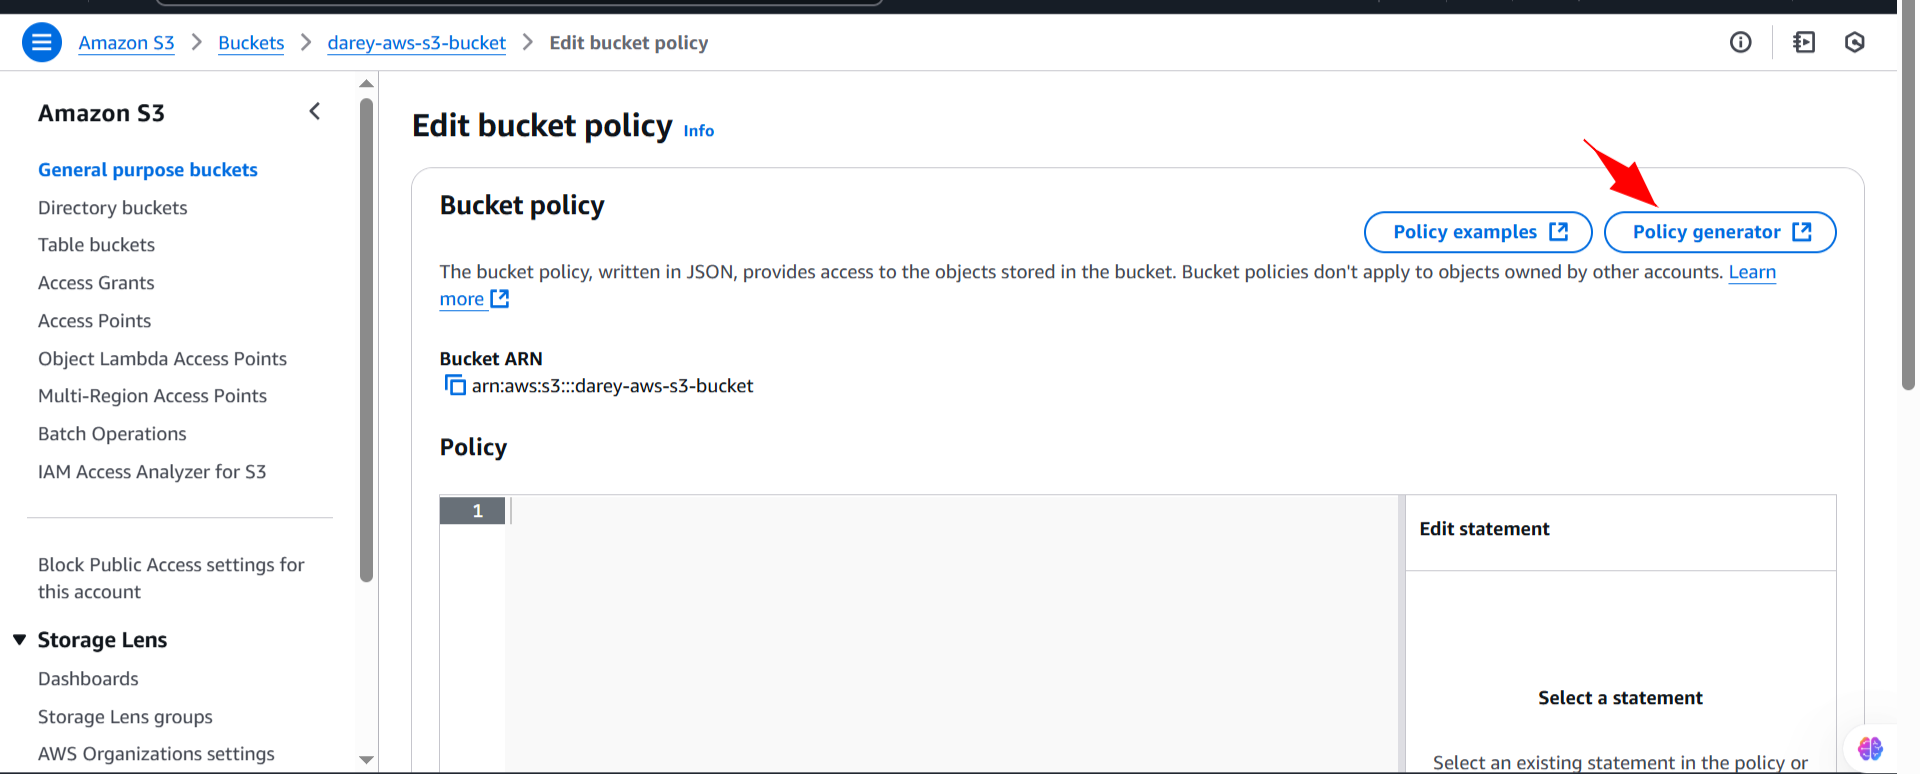 Amazon S3 > Buckets > darey-aws-s3-bucket > Edit bucket policy
Amazon S3
General purpose buckets
Directory buckets
Table buckets
Access Grants
Access Points
Object Lambda Access Points
Multi-Region Access Points
Batch Operations
IAM Access Analyzer for S3
Block Public Access settings for
this account
Storage Lens
Dashboards
Storage Lens groups
AWS Organizations settings
Edit bucket policy Info
Bucket policy
Policy examples
Policy generator
The bucket policy, written in JSON, provides access to the objects stored in the bucket. Bucket policies don't apply to objects owned by other accounts. Learn
more
Bucket ARN
arn:aws:s3:::darey-aws-s3-bucket
Policy
1
Edit statement
Select a statement
Select an existing statement in the policy or